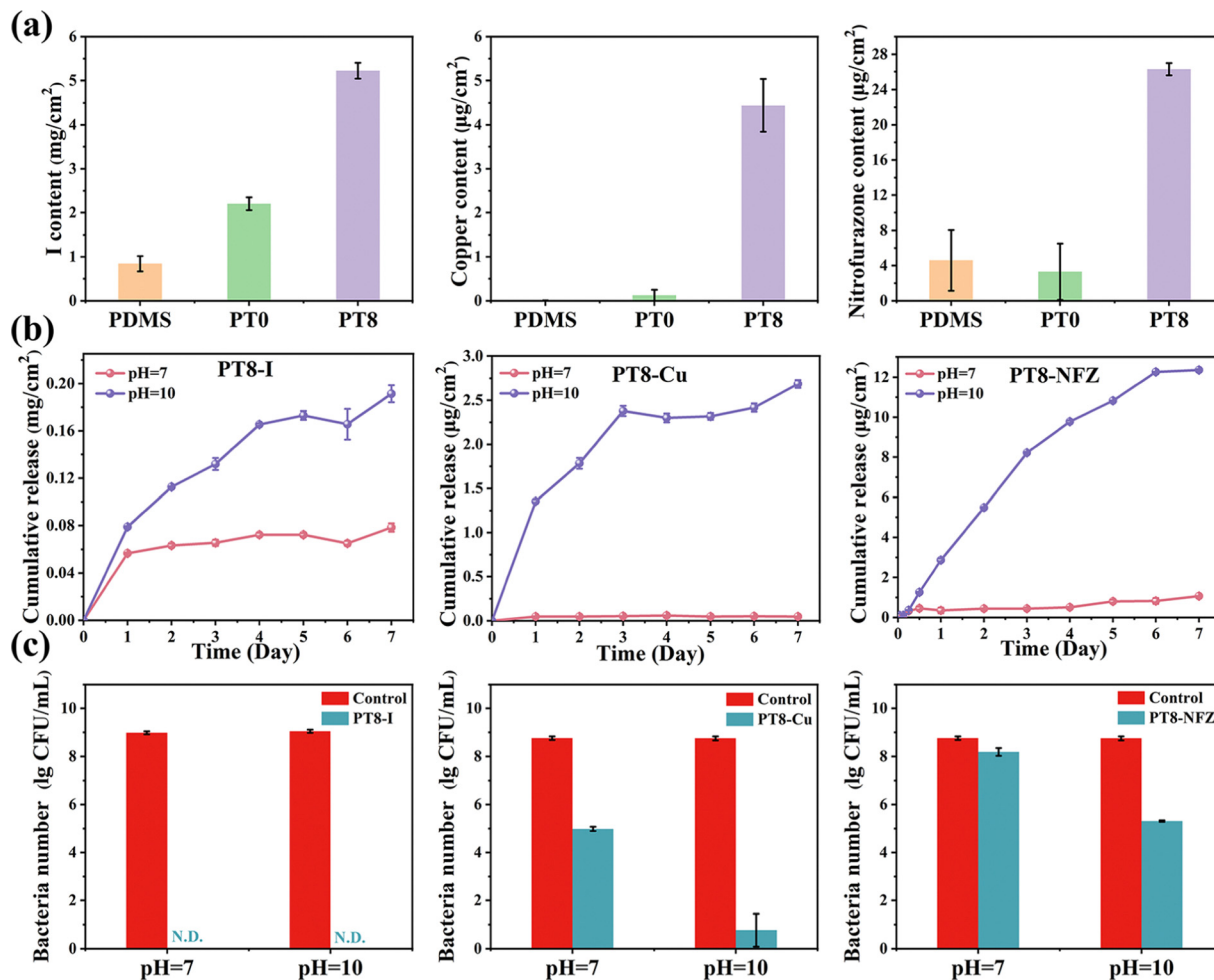 (a)
I content (mg/cm²)
6
5
4
3
2
1
0
PDMS PT0 PT8
Copper content (μg/cm²)
6
5
4
3
2
1
0
PDMS PT0 PT8
Nitrofurazone content (μg/cm²)
28
24
20
16
12
8
4
0
PDMS PT0 PT8
(b)
Cumulative release (mg/cm²)
0.20
0.16
0.12
0.08
0.04
0.00
PT8-I
pH=7
pH=10
0 1 2 3 4 5 6 7
Time (Day)
Cumulative release (μg/cm²)
3.0
2.5
2.0
1.5
1.0
0.5
0.0
PT8-Cu
pH=7
pH=10
0 1 2 3 4 5 6 7
Time (Day)
Cumulative release (μg/cm²)
12
10
8
6
4
2
0
PT8-NFZ
pH=7
pH=10
0 1 2 3 4 5 6 7
Time (Day)
(c)
Bacteria number (lg CFU/mL)
10
8
6
4
2
0
Control
PT8-I
N.D. N.D.
pH=7 pH=10
Bacteria number (lg CFU/mL)
10
8
6
4
2
0
Control
PT8-Cu
pH=7 pH=10
Bacteria number (lg CFU/mL)
10
8
6
4
2
0
Control
PT8-NFZ
pH=7 pH=10